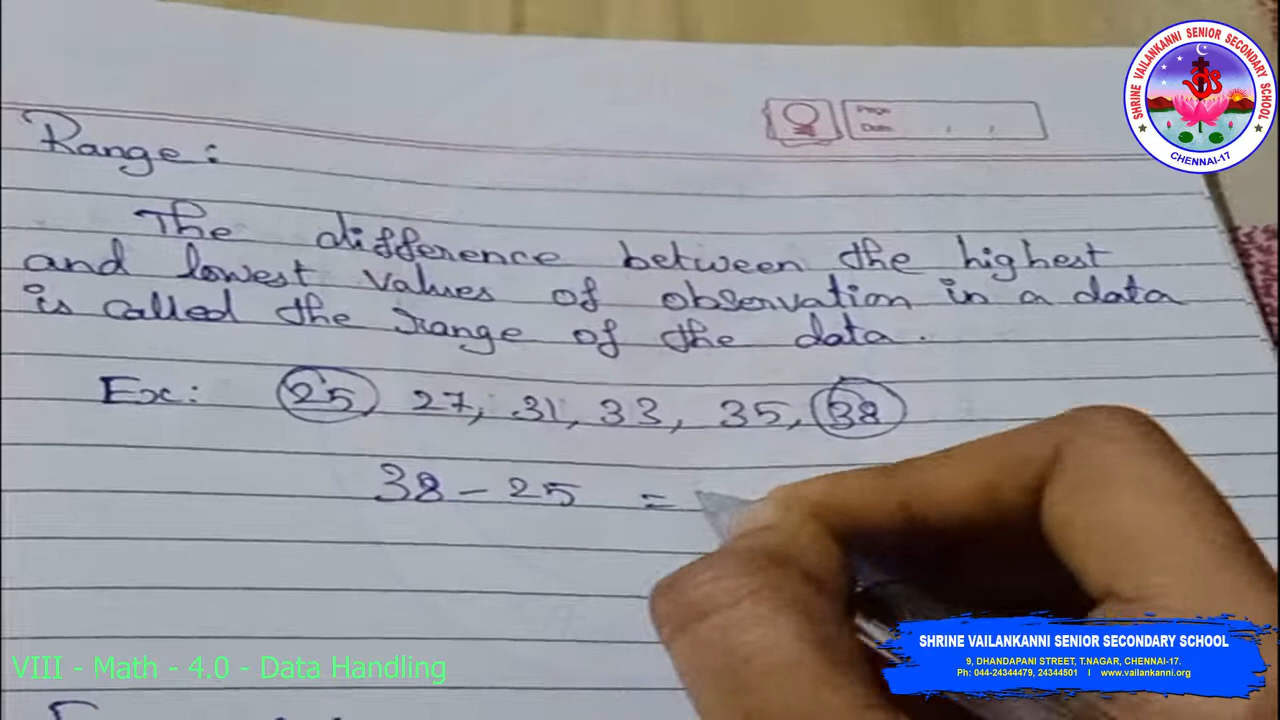 SHRINE VAILANKANNI SENIOR SECONDARY SCHOOL
CHENNAI-17
Page
Date
Range:
The difference between the highest
and lowest values of observation in a data
is called the range of the data.
Ex: 25, 27, 31, 33, 35, 38
38 - 25 =
SHRINE VAILANKANNI SENIOR SECONDARY SCHOOL
9, DHANDAPANI STREET, T.NAGAR, CHENNAI-17.
Ph: 044-24344479, 24344501 I www.vailankanni.org
VIII - Math - 4.0 - Data Handling